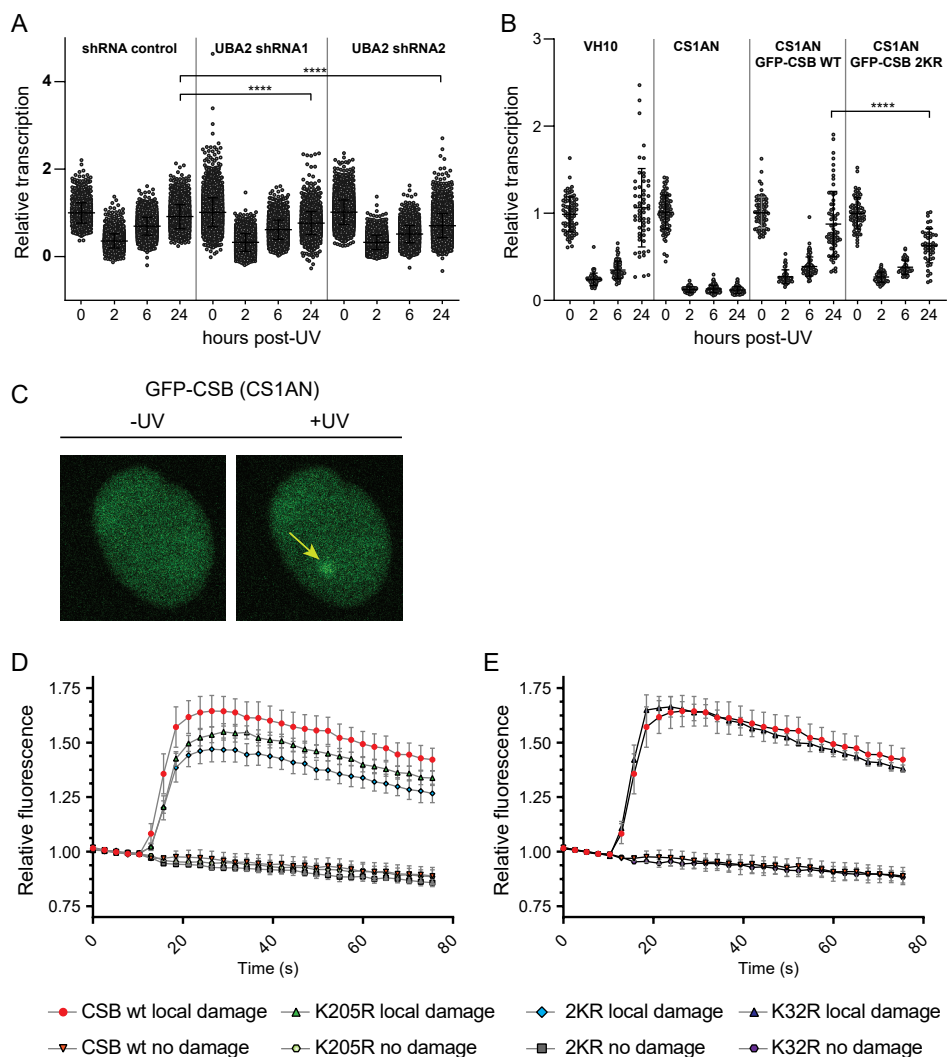 A
shRNA control
UBA2 shRNA1
UBA2 shRNA2
****
****
Relative transcription
4
2
0
0 2 6 24 0 2 6 24 0 2 6 24
hours post-UV
B
VH10
CS1AN
CS1AN
GFP-CSB WT
CS1AN
GFP-CSB 2KR
****
Relative transcription
3
2
1
0
0 2 6 24 0 2 6 24 0 2 6 24 0 2 6 24
hours post-UV
C
GFP-CSB (CS1AN)
-UV
+UV
D
Relative fluorescence
1.75
1.50
1.25
1.00
0.75
0 20 40 60 80
Time (s)
E
Relative fluorescence
1.75
1.50
1.25
1.00
0.75
0 20 40 60 80
Time (s)
CSB wt local damage
K205R local damage
2KR local damage
K32R local damage
CSB wt no damage
K205R no damage
2KR no damage
K32R no damage